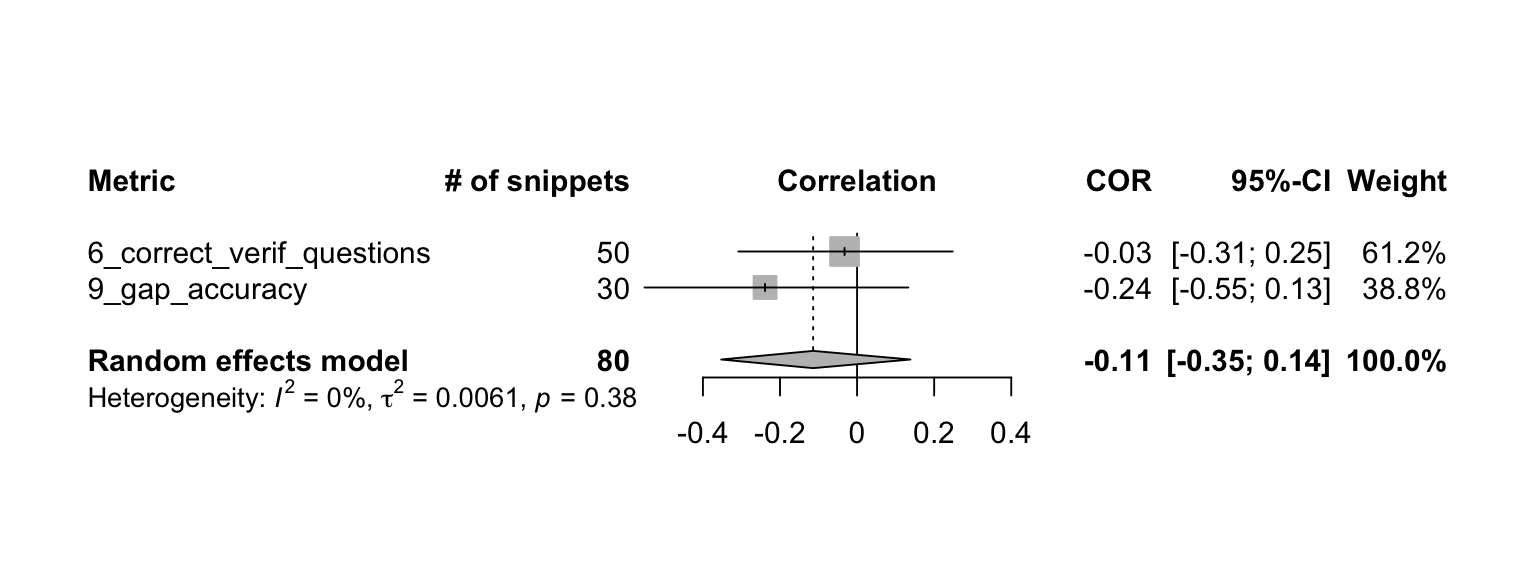 Metric # of snippets Correlation COR 95%-CI Weight
6_correct_verif_questions 50 -0.03 [-0.31; 0.25] 61.2%
9_gap_accuracy 30 -0.24 [-0.55; 0.13] 38.8%
Random effects model 80 -0.11 [-0.35; 0.14] 100.0%
Heterogeneity: I² = 0%, τ² = 0.0061, p = 0.38
-0.4 -0.2 0 0.2 0.4